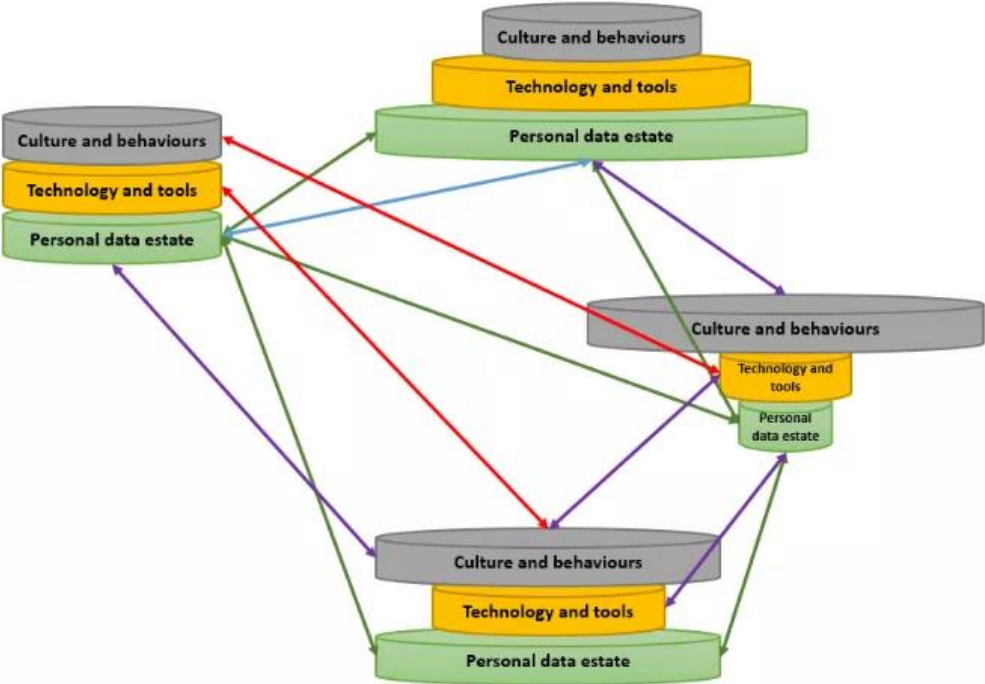 Culture and behaviours
Technology and tools
Personal data estate
Culture and behaviours
Technology and tools
Personal data estate
Culture and behaviours
Technology and
tools
Personal
data estate
Culture and behaviours
Technology and tools
Personal data estate